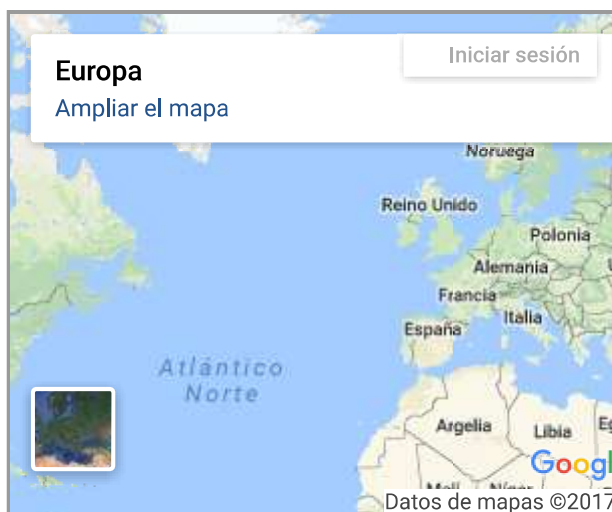 Europa
Iniciar sesión
Ampliar el mapa
Noruega
Reino Unido
Polonia
Alemania
Francia
Italia
España
Atlántico
Norte
Argelia
Libia
Googl
Datos de mapas ©2017